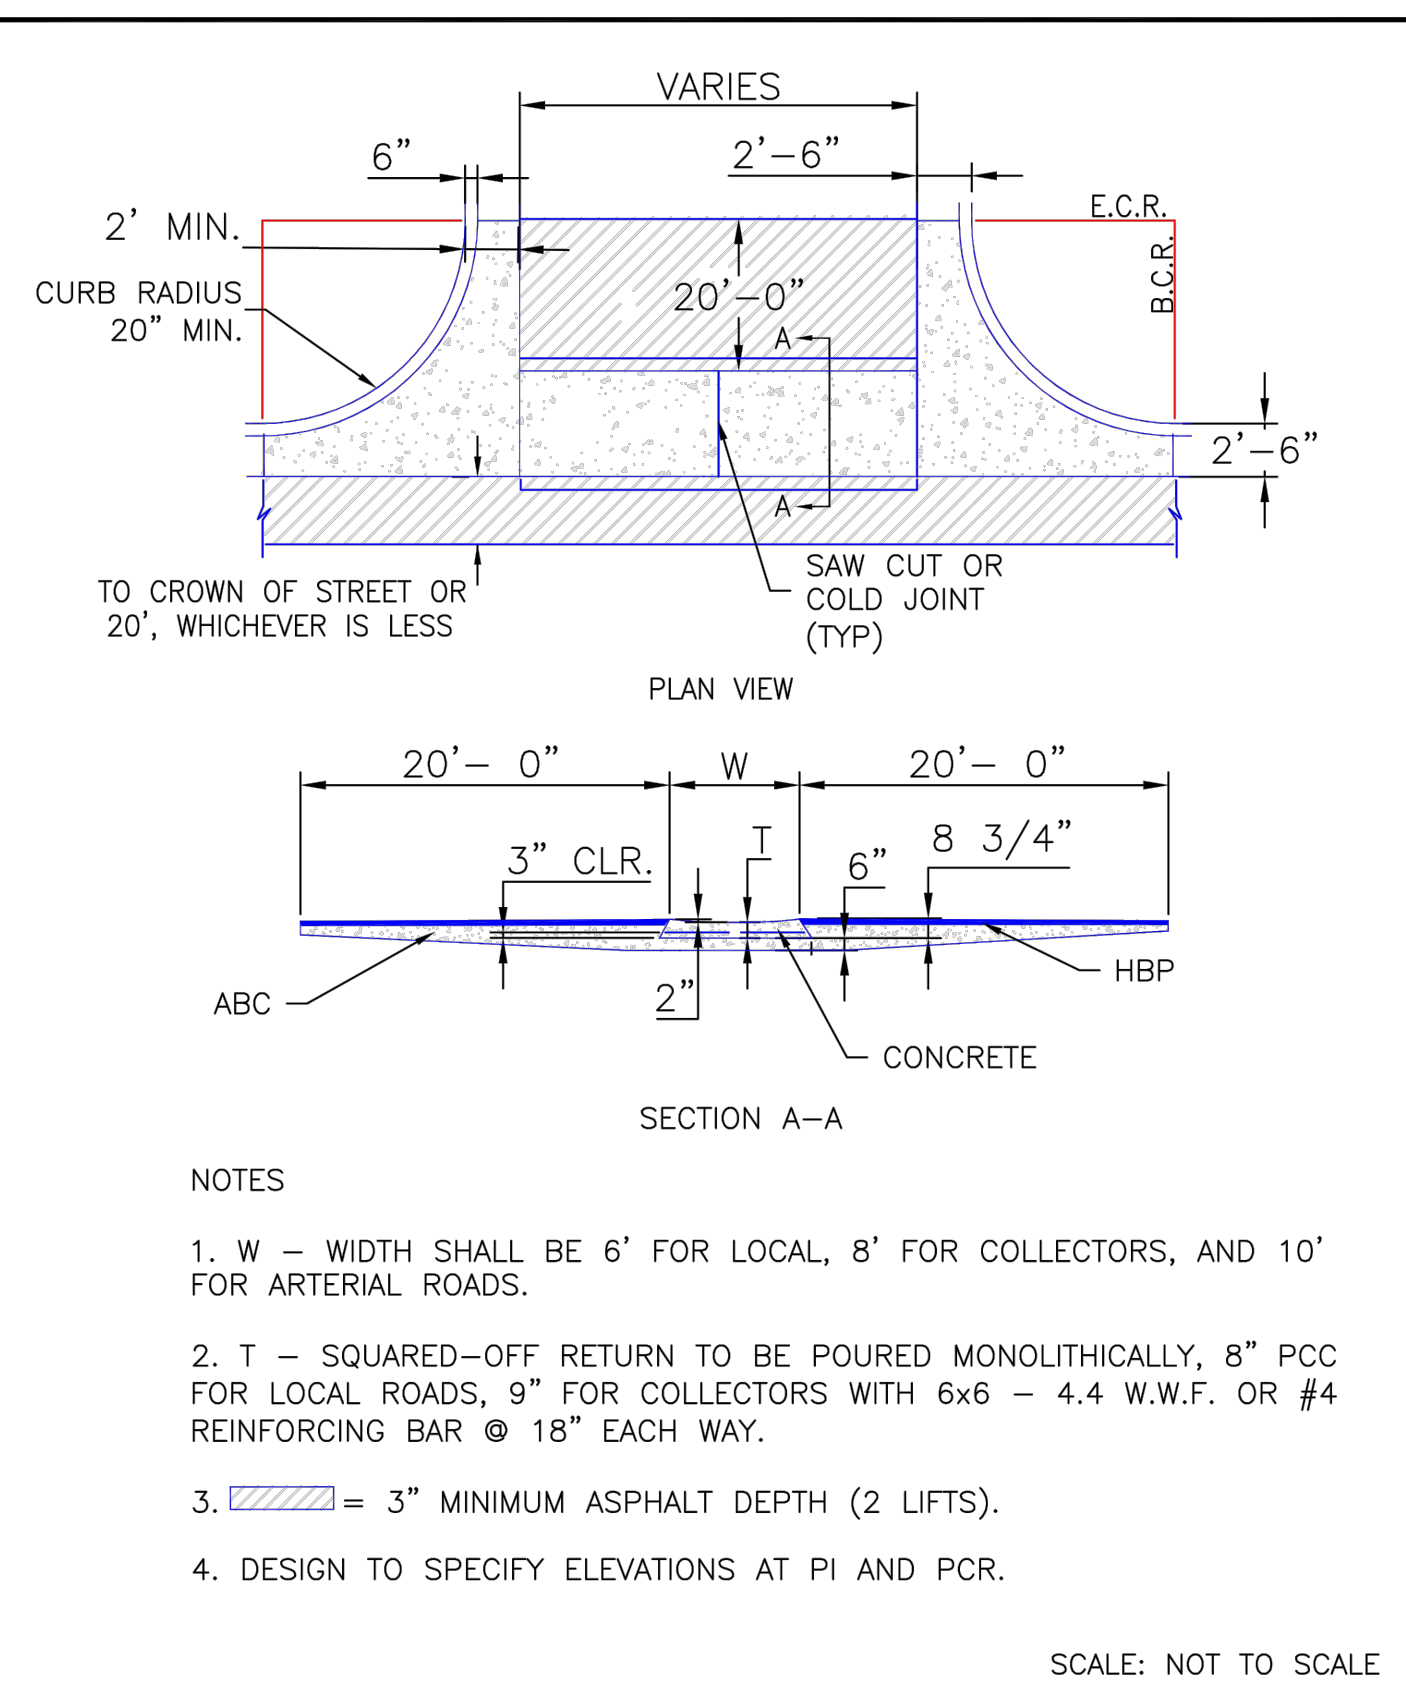 VARIES
6”
2’–6”
2’ MIN.
E.C.R.
B.C.R.
CURB RADIUS
20” MIN.
20’–0”
A
2’–6”
A
SAW CUT OR
COLD JOINT
(TYP)
TO CROWN OF STREET OR
20’, WHICHEVER IS LESS
PLAN VIEW
20’– 0”
W
20’– 0”
3” CLR.
T
6”
8 3/4”
ABC
2”
HBP
CONCRETE
SECTION A–A
NOTES
1. W – WIDTH SHALL BE 6’ FOR LOCAL, 8’ FOR COLLECTORS, AND 10’
FOR ARTERIAL ROADS.
2. T – SQUARED–OFF RETURN TO BE POURED MONOLITHICALLY, 8” PCC
FOR LOCAL ROADS, 9” FOR COLLECTORS WITH 6x6 – 4.4 W.W.F. OR #4
REINFORCING BAR @ 18” EACH WAY.
3. = 3” MINIMUM ASPHALT DEPTH (2 LIFTS).
4. DESIGN TO SPECIFY ELEVATIONS AT PI AND PCR.
SCALE: NOT TO SCALE